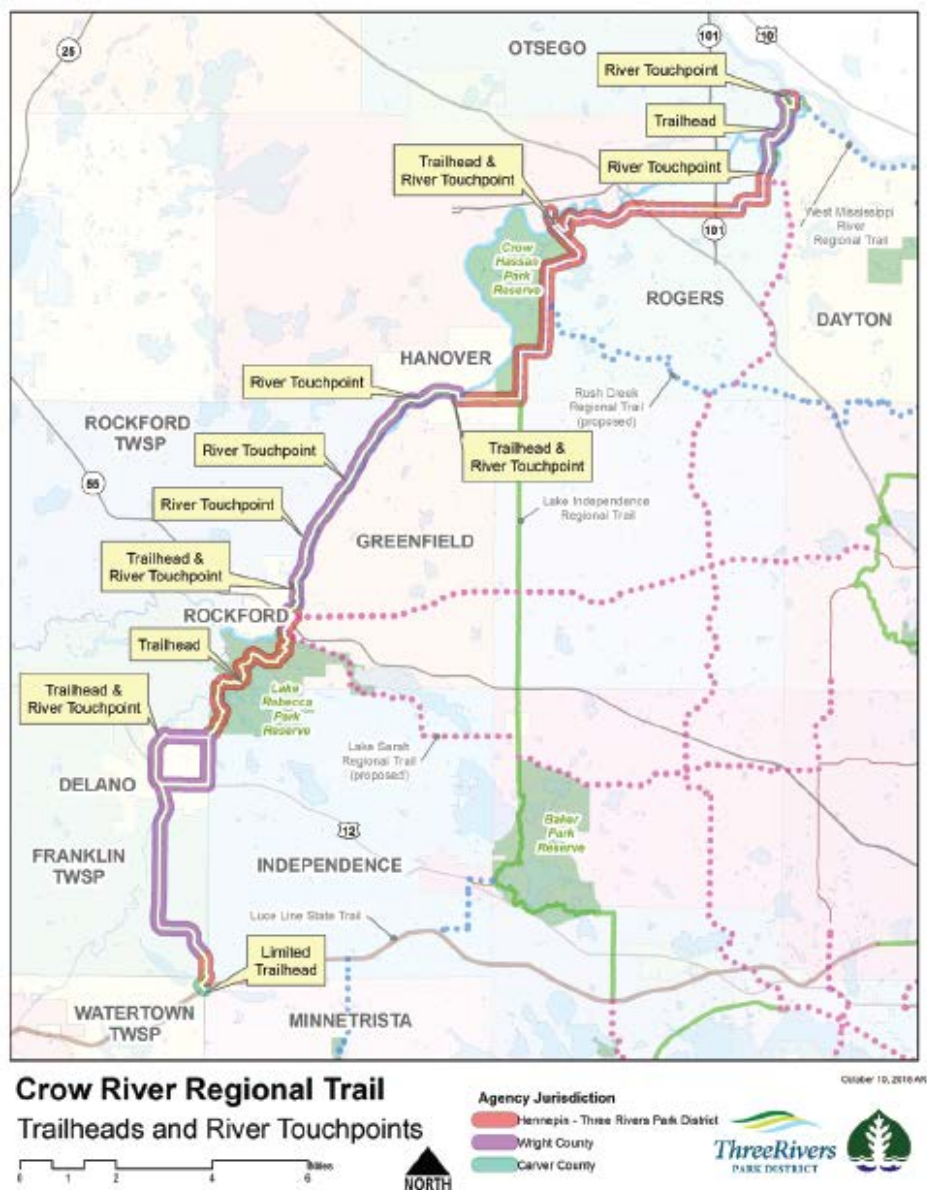 25
101
10
OTSEGO
River Touchpoint
Trailhead
Trailhead &
River Touchpoint
River Touchpoint
West Mississippi
River
Regional Trail
101
Crow
Hassan
Park
Reserve
ROGERS
DAYTON
HANOVER
River Touchpoint
Rush Creek
Regional Trail
(proposed)
ROCKFORD
TWSP
River Touchpoint
Trailhead &
River Touchpoint
55
River Touchpoint
Lake Independence
Regional Trail
GREENFIELD
Trailhead &
River Touchpoint
ROCKFORD
Trailhead
Trailhead &
River Touchpoint
Lake
Rebecca
Park
Reserve
Lake Sarah
Regional Trail
(proposed)
DELANO
12
Baker
Park
Reserve
FRANKLIN
TWSP
INDEPENDENCE
Luce Line State Trail
Limited
Trailhead
WATERTOWN
TWSP
MINNETRISTA
Crow River Regional Trail
Trailheads and River Touchpoints
0 1 2 4 6
Miles
NORTH
October 10, 2016
Agency Jurisdiction
Hennepin - Three Rivers Park District
Wright County
Carver County
ThreeRivers
PARK DISTRICT